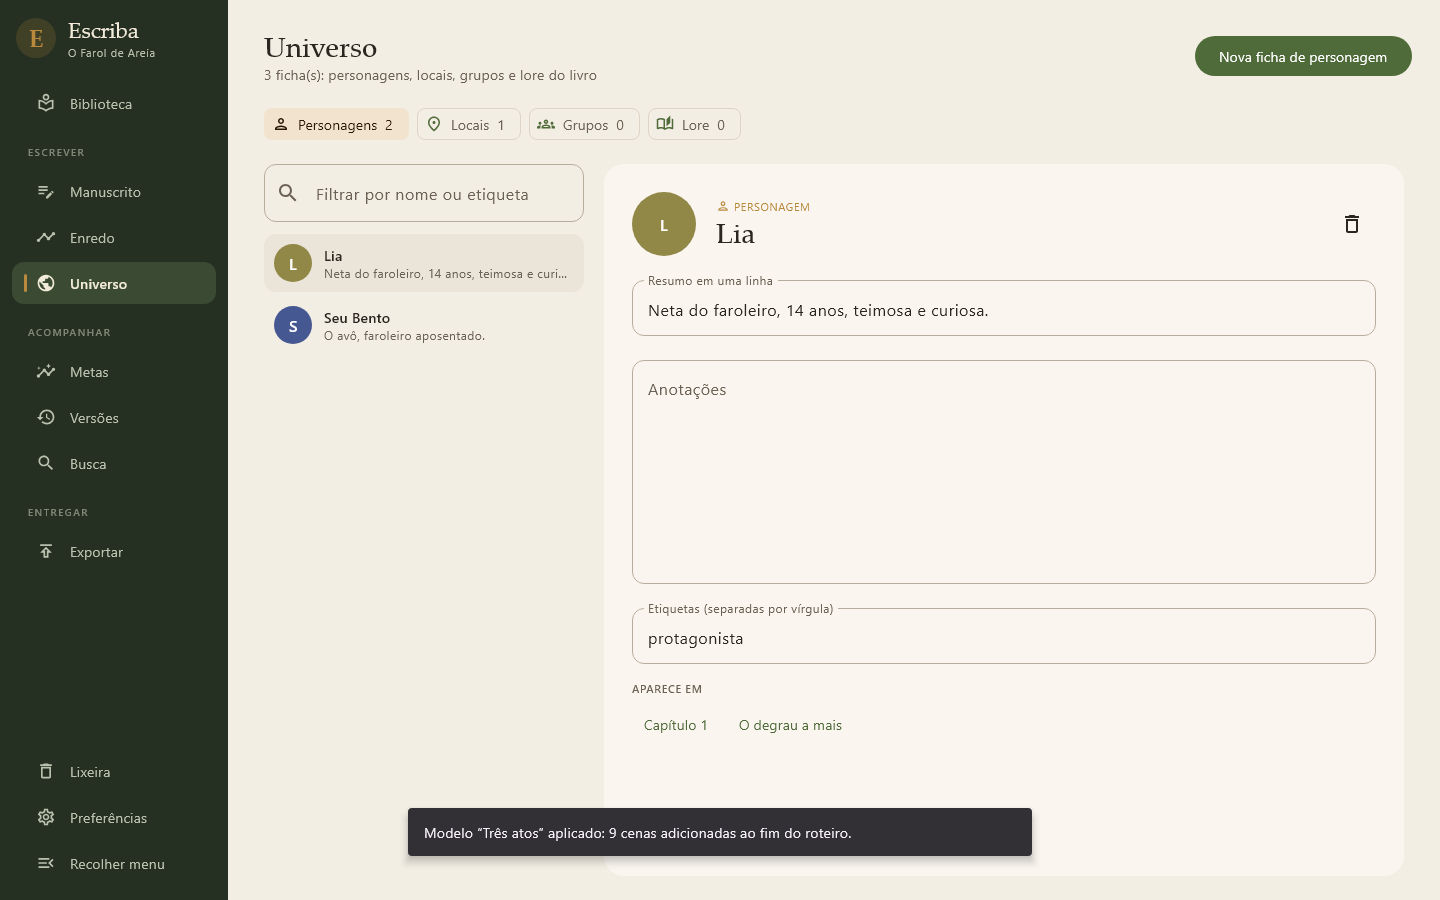 E
Escriba
O Farol de Areia
Biblioteca
ESCREVER
Manuscrito
Enredo
Universo
ACOMPANHAR
Metas
Versões
Busca
ENTREGAR
Exportar
Lixeira
Preferências
Recolher menu
Universo
3 ficha(s): personagens, locais, grupos e lore do livro
Nova ficha de personagem
Personagens 2
Locais 1
Grupos 0
Lore 0
Filtrar por nome ou etiqueta
L
Lia
Neta do faroleiro, 14 anos, teimosa e curi...
S
Seu Bento
O avô, faroleiro aposentado.
L
PERSONAGEM
Lia
Resumo em uma linha
Neta do faroleiro, 14 anos, teimosa e curiosa.
Anotações
Etiquetas (separadas por vírgula)
protagonista
APARECE EM
Capítulo 1
O degrau a mais
Modelo “Três atos” aplicado: 9 cenas adicionadas ao fim do roteiro.